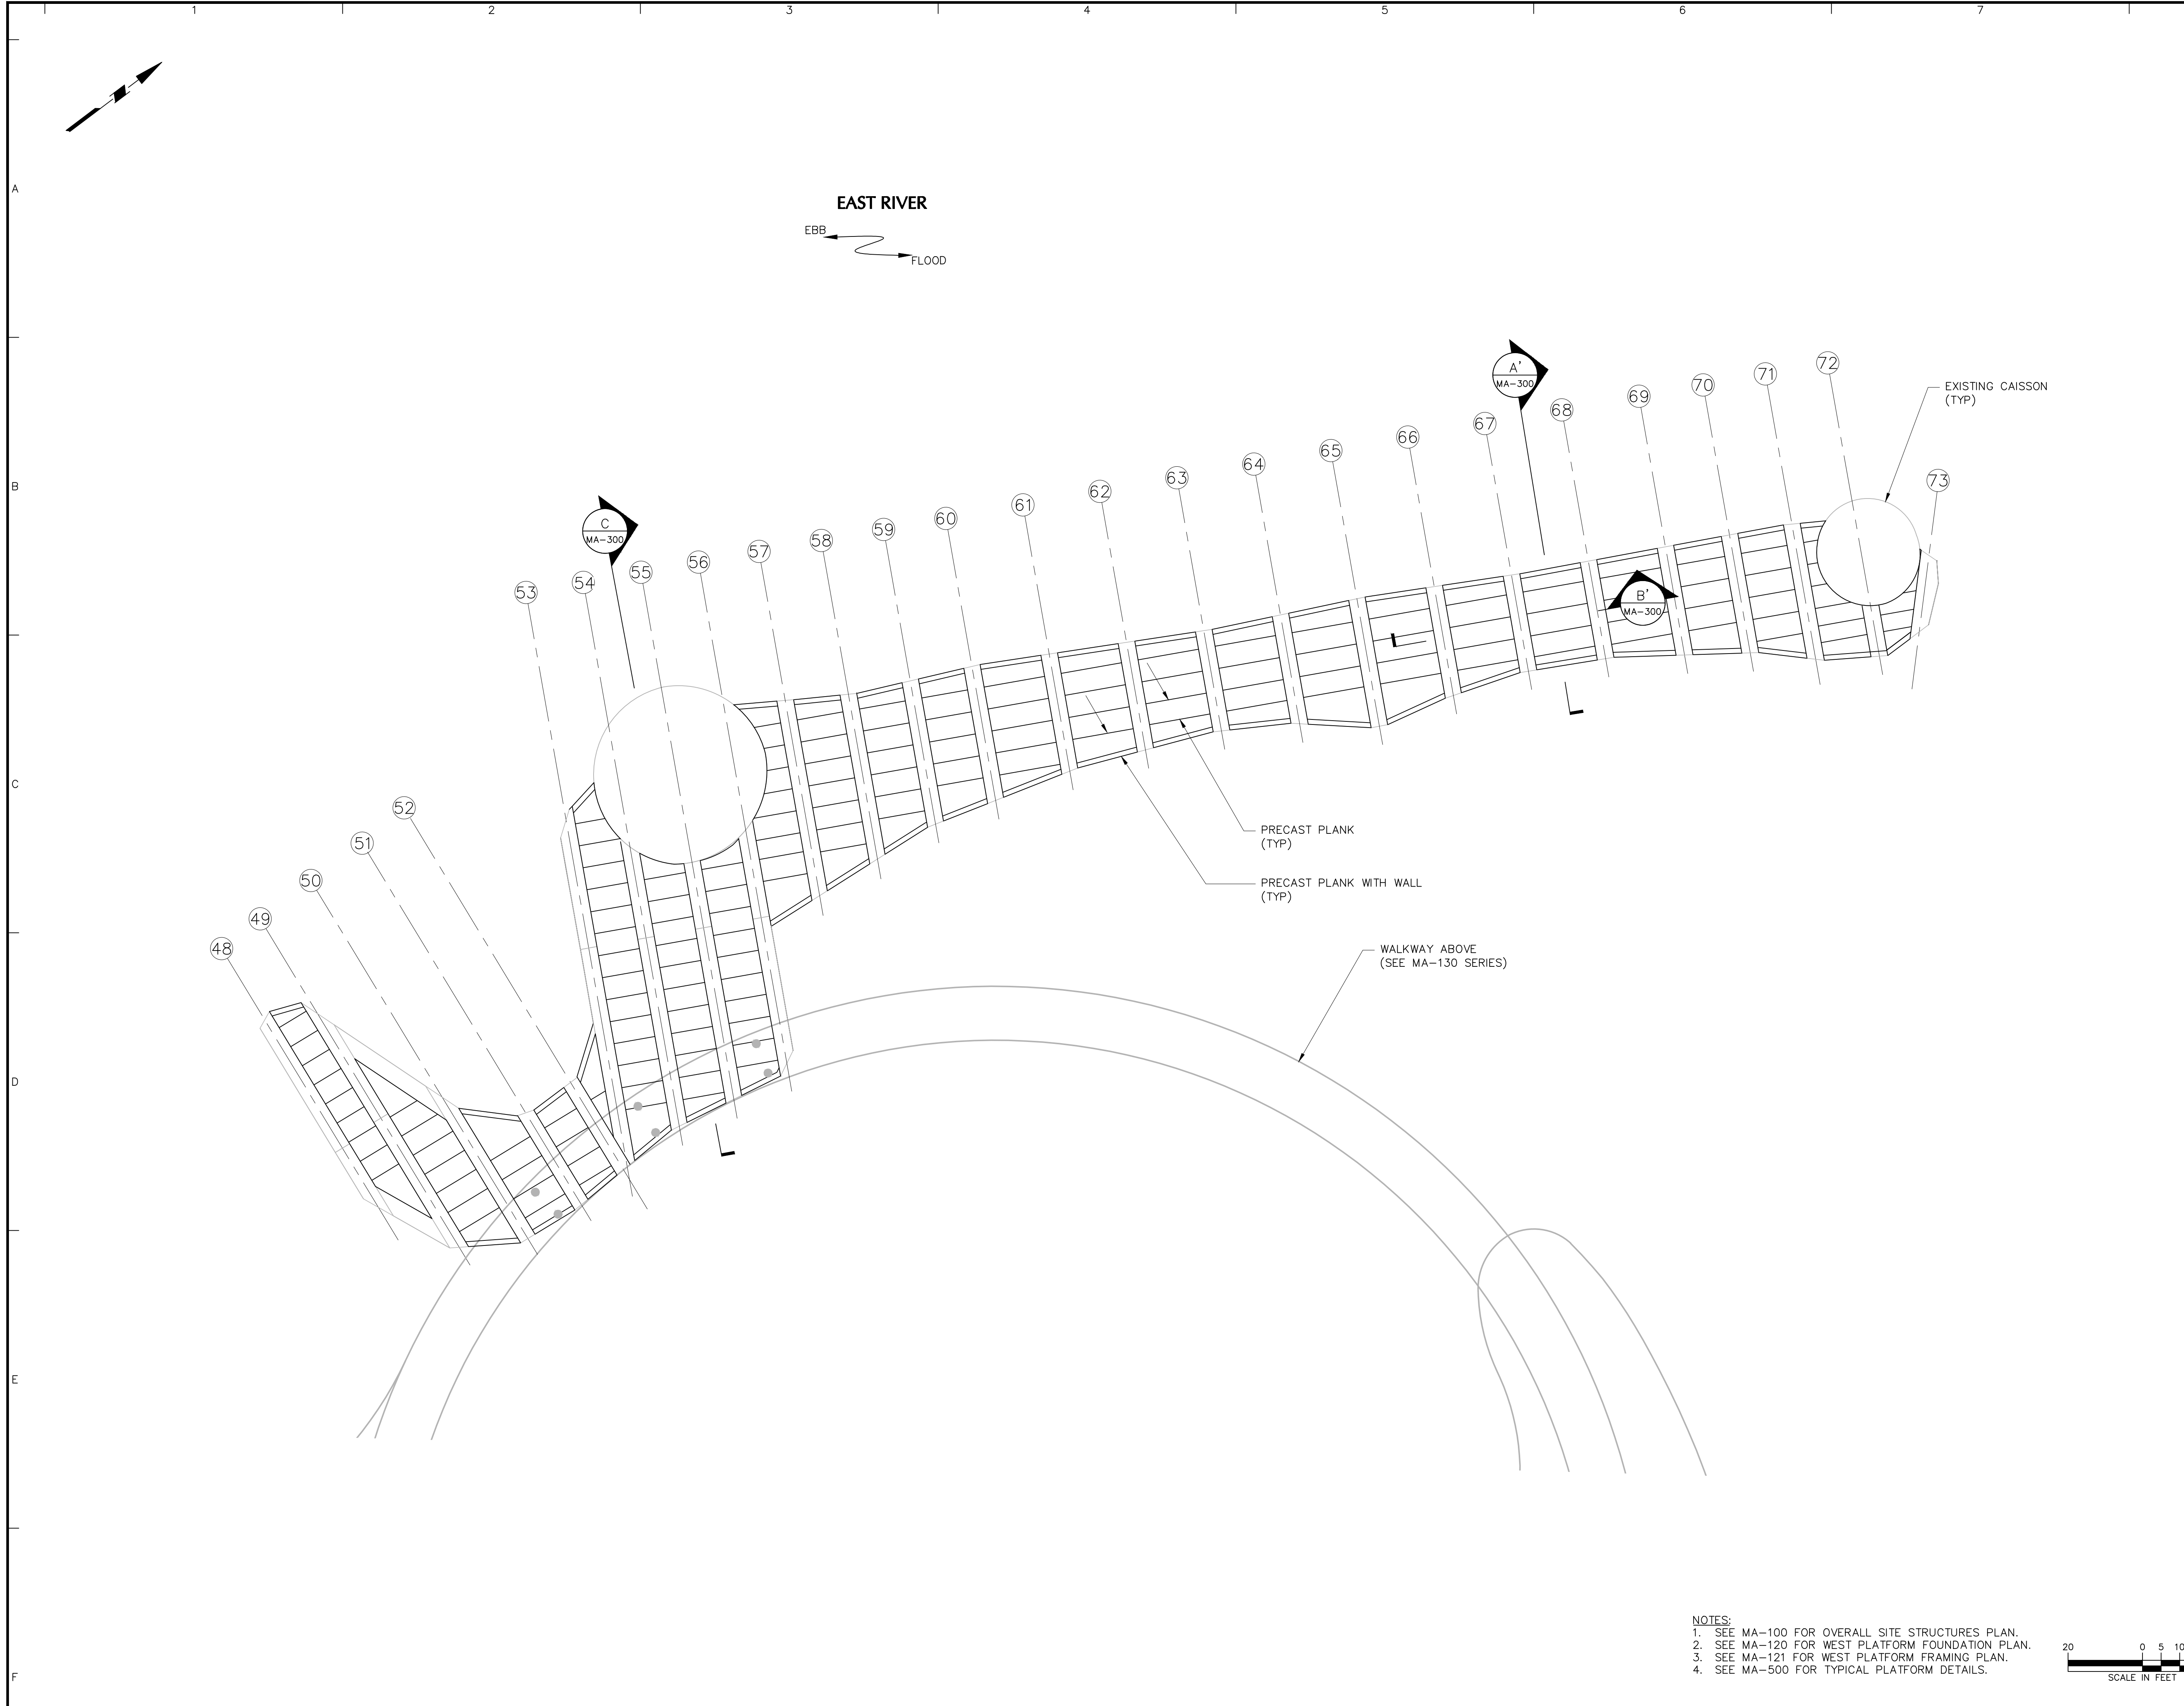 1
2
3
4
5
6
7
A
B
C
D
E
F
EAST RIVER
EBB
FLOOD
A'
MA-300
72
71
70
69
68
67
66
65
64
63
62
61
60
59
58
57
56
55
54
53
C
MA-300
EXISTING CAISSON
(TYP)
73
B'
MA-300
52
51
50
49
48
PRECAST PLANK
(TYP)
PRECAST PLANK WITH WALL
(TYP)
WALKWAY ABOVE
(SEE MA-130 SERIES)
NOTES:
1. SEE MA-100 FOR OVERALL SITE STRUCTURES PLAN.
2. SEE MA-120 FOR WEST PLATFORM FOUNDATION PLAN.
3. SEE MA-121 FOR WEST PLATFORM FRAMING PLAN.
4. SEE MA-500 FOR TYPICAL PLATFORM DETAILS.
20 0 5 10
SCALE IN FEET